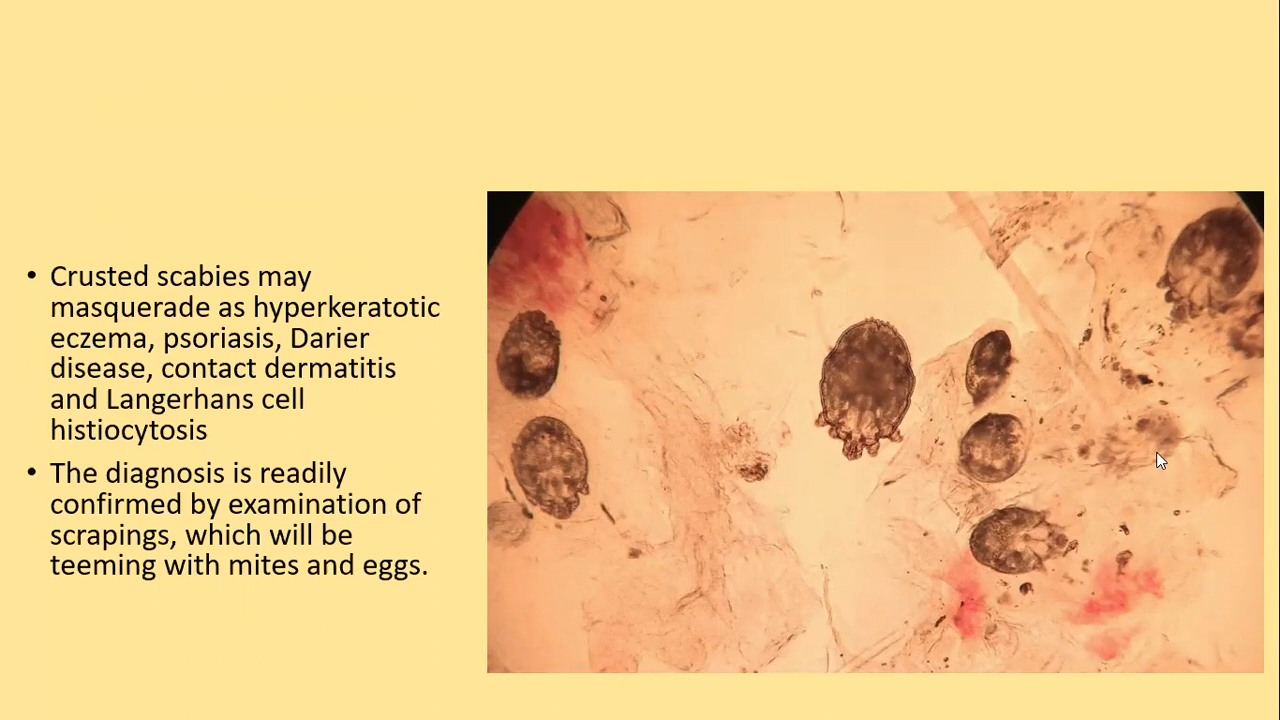 • Crusted scabies may
masquerade as hyperkeratotic
eczema, psoriasis, Darier
disease, contact dermatitis
and Langerhans cell
histiocytosis
• The diagnosis is readily
confirmed by examination of
scrapings, which will be
teeming with mites and eggs.